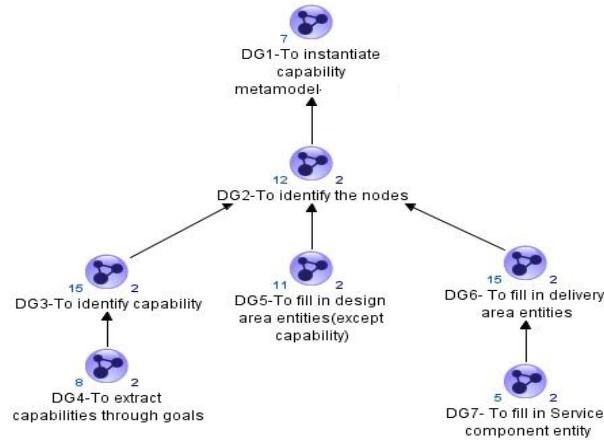 7
DG1-To instantiate
capability
metamodel-
12 2
DG2-To identify the nodes
15 2
DG3-To identify capability
11 2
DG5-To fill in design
area entities(except
capability)
15 2
DG6- To fill in delivery
area entities
8 2
DG4-To extract
capabilities through goals
5 2
DG7- To fill in Service
component entity